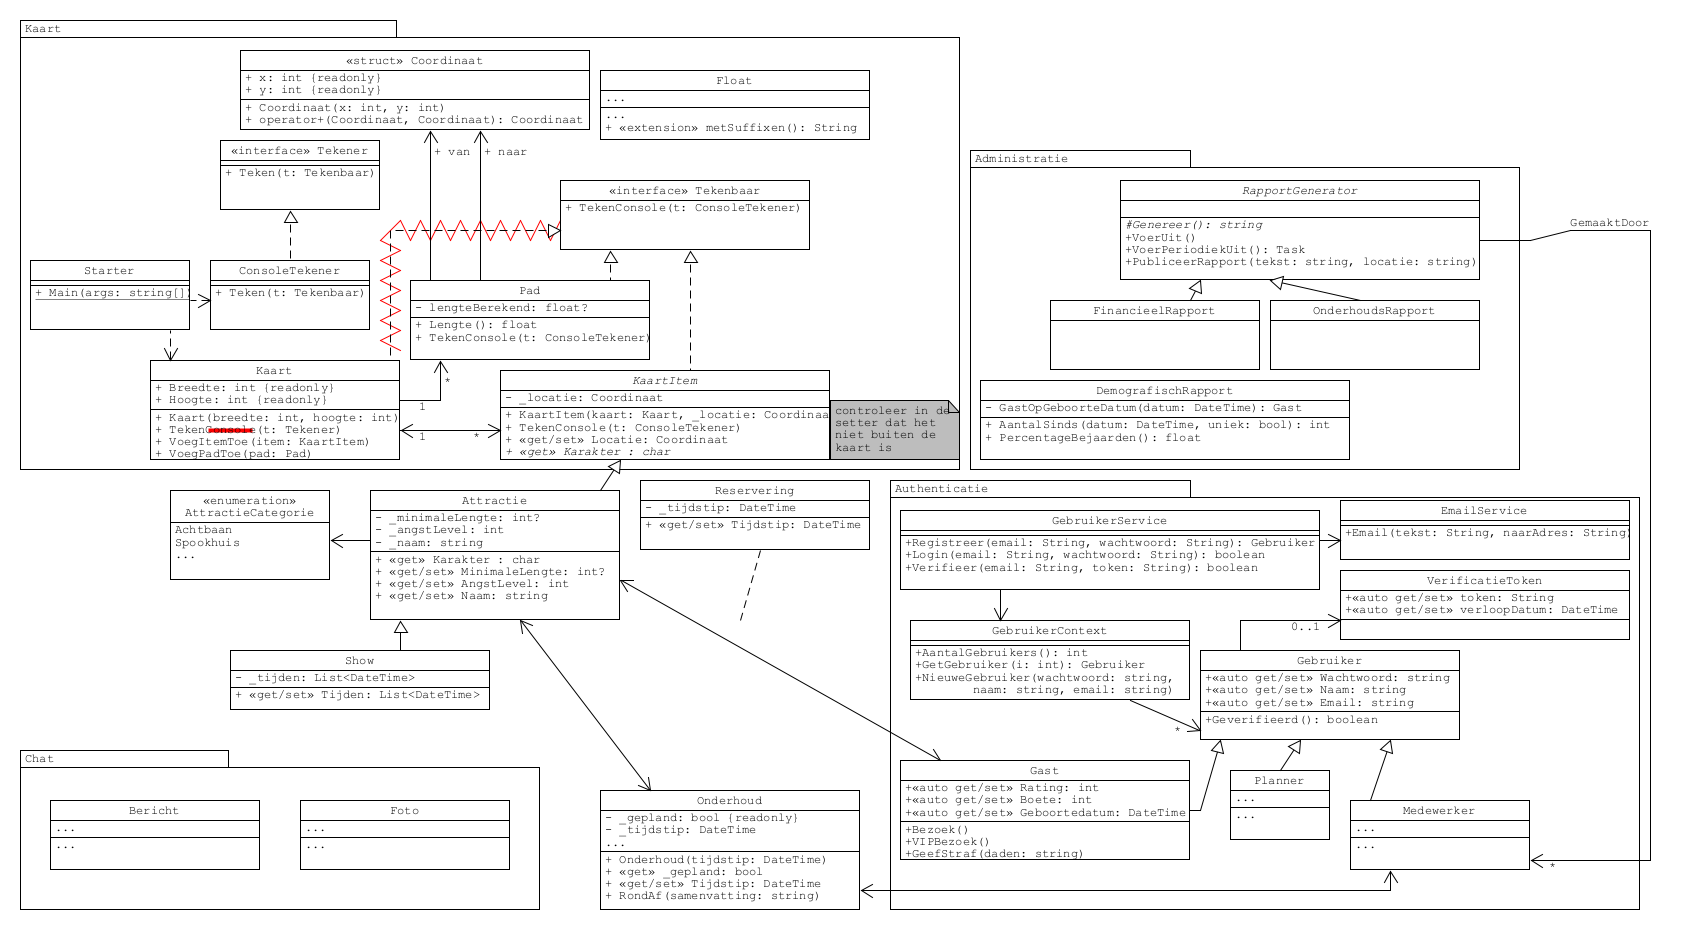 Kaart
«struct» Coordinaat
+ x: int {readonly}
+ y: int {readonly}
+ Coordinaat(x: int, y: int)
+ operator+(Coordinaat, Coordinaat): Coordinaat
Float
...
...
+ «extension» metSuffixen(): String
«interface» Tekener
+ Teken(t: Tekenbaar)
+ van
+ naar
«interface» Tekenbaar
+ TekenConsole(t: ConsoleTekener)
Starter
+ Main(args: string[])
ConsoleTekener
+ Teken(t: Tekenbaar)
Pad
- lengteBerekend: float?
+ Lengte(): float
+ TekenConsole(t: ConsoleTekener)
Kaart
+ Breedte: int {readonly}
+ Hoogte: int {readonly}
+ Kaart(breedte: int, hoogte: int)
+ TekenConsole(t: Tekener)
+ VoegItemToe(item: KaartItem)
+ VoegPadToe(pad: Pad)
1
*
1
*
KaartItem
- _locatie: Coordinaat
+ KaartItem(kaart: Kaart, _locatie: Coordinaa
+ TekenConsole(t: ConsoleTekener)
+ «get/set» Locatie: Coordinaat
+ «get» Karakter : char
controleer in de
setter dat het
niet buiten de
kaart is
Administratie
RapportGenerator
#Genereer(): string
+VoerUit()
+VoerPeriodiekUit(): Task
+PubliceerRapport(tekst: string, locatie: string)
GemaaktDoor
FinancieelRapport
OnderhoudsRapport
DemografischRapport
- GastOpGeboorteDatum(datum: DateTime): Gast
+ AantalSinds(datum: DateTime, uniek: bool): int
+ PercentageBejaarden(): float
«enumeration»
AttractieCategorie
Achtbaan
Spookhuis
...
Attractie
- _minimaleLengte: int?
- _angstLevel: int
- _naam: string
+ «get» Karakter : char
+ «get/set» MinimaleLengte: int?
+ «get/set» AngstLevel: int
+ «get/set» Naam: string
Reservering
- _tijdstip: DateTime
+ «get/set» Tijdstip: DateTime
Show
- _tijden: List<DateTime>
+ «get/set» Tijden: List<DateTime>
Authenticatie
GebruikerService
+Registreer(email: String, wachtwoord: String): Gebruiker
+Login(email: String, wachtwoord: String): boolean
+Verifieer(email: String, token: String): boolean
EmailService
+Email(tekst: String, naarAdres: String)
VerificatieToken
+«auto get/set» token: String
+«auto get/set» verloopDatum: DateTime
0..1
GebruikerContext
+AantalGebruikers(): int
+GetGebruiker(i: int): Gebruiker
+NieuweGebruiker(wachtwoord: string,
naam: string, email: string)
*
Gebruiker
+«auto get/set» Wachtwoord: string
+«auto get/set» Naam: string
+«auto get/set» Email: string
+Geverifieerd(): boolean
Gast
+«auto get/set» Rating: int
+«auto get/set» Boete: int
+«auto get/set» Geboortedatum: DateTime
+Bezoek()
+VIPBezoek()
+GeefStraf(daden: string)
Planner
...
...
Medewerker
...
...
*
Chat
Bericht
...
...
Foto
...
...
Onderhoud
- _gepland: bool {readonly}
- _tijdstip: DateTime
...
+ Onderhoud(tijdstip: DateTime)
+ «get» _gepland: bool
+ «get/set» Tijdstip: DateTime
+ RondAf(samenvatting: string)